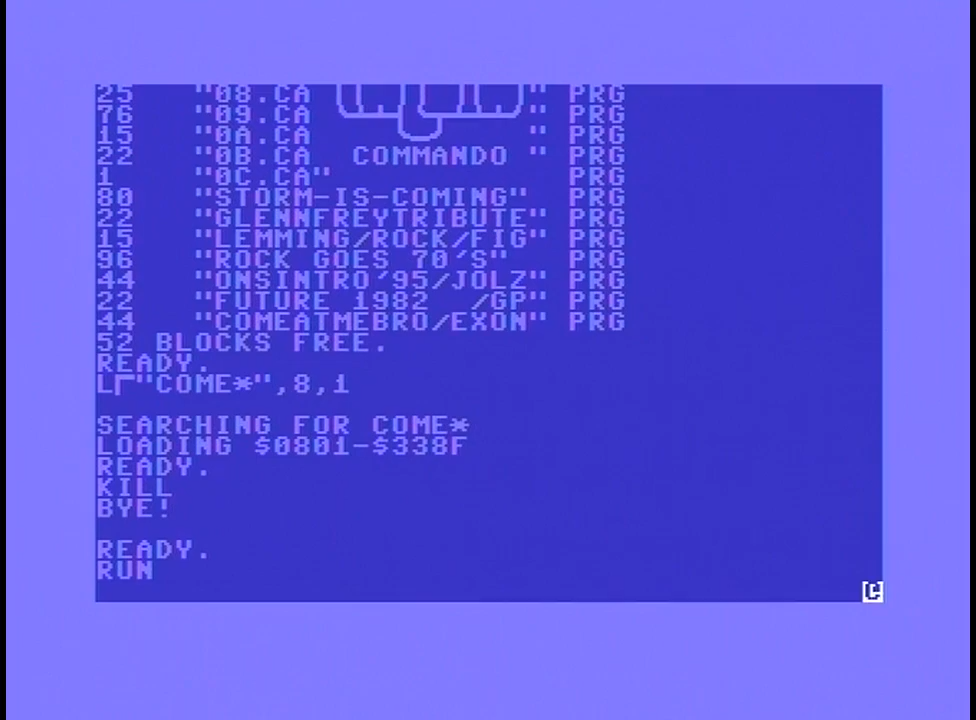 25 "08.CA " PRG
76 "09.CA PRG
15 "0A.CA " PRG
22 "0B.CA COMMANDO " PRG
1 "0C.CA" PRG
80 "STORM-IS-COMING" PRG
22 "GLENNFREYTRIBUTE" PRG
15 "LEMMING/ROCK/FIG" PRG
96 "ROCK GOES 70'S" PRG
44 "ONSINTRO'95/JOLZ" PRG
22 "FUTURE 1982 /GP" PRG
44 "COMEATMEBRO/EXON" PRG
52 BLOCKS FREE.
READY.
L┌"COME*",8,1
SEARCHING FOR COME*
LOADING $0801-$338F
READY.
KILL
BYE!
READY.
RUN